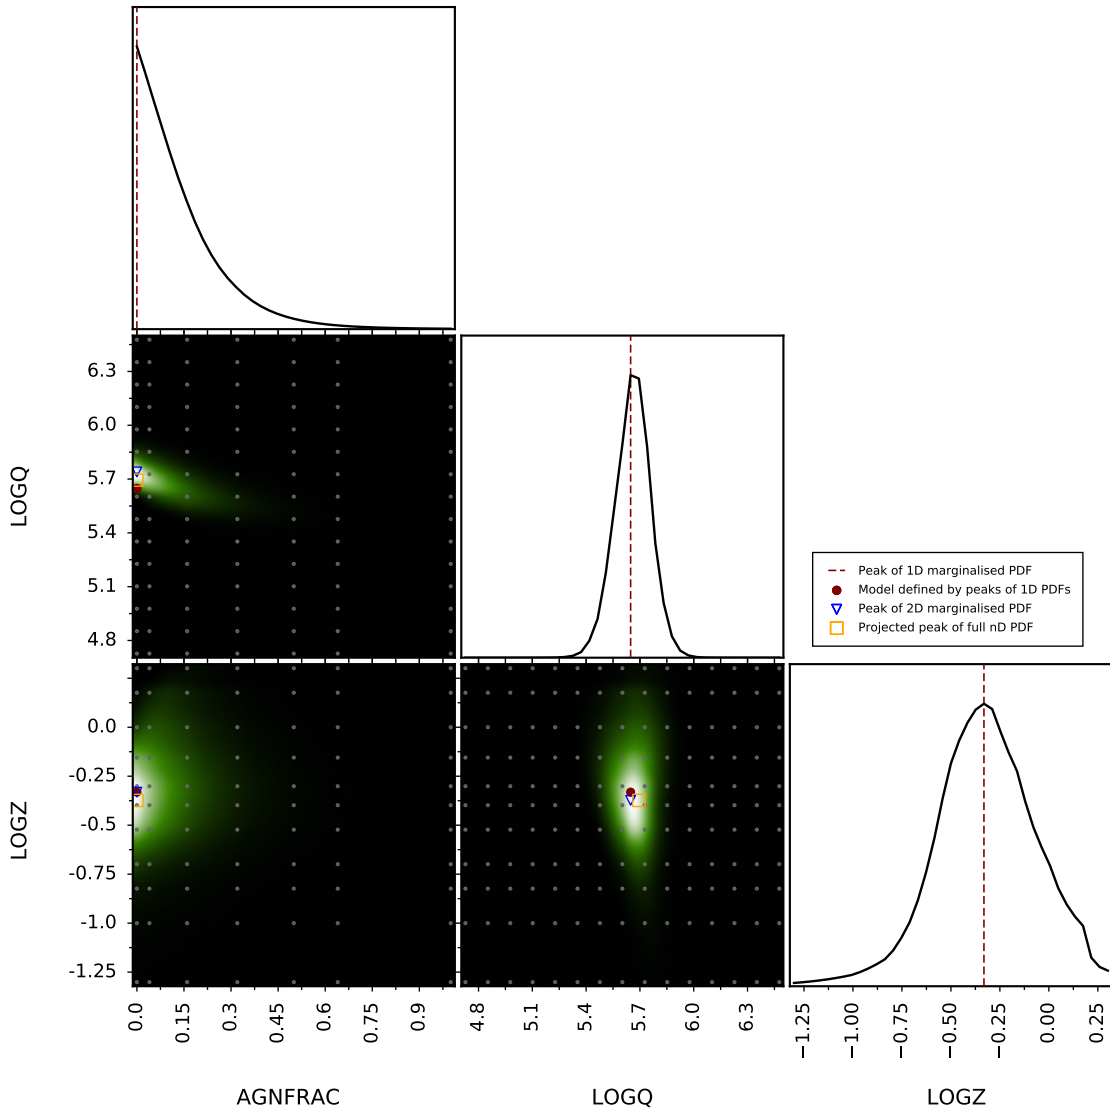 LOGQ
6.3
6.0
5.7
5.4
5.1
4.8
Peak of 1D marginalised PDF
Model defined by peaks of 1D PDFs
Peak of 2D marginalised PDF
Projected peak of full nD PDF
LOGZ
0.0
-0.25
-0.5
-0.75
-1.0
-1.25
0.0 0.15 0.3 0.45 0.6 0.75 0.9
4.8 5.1 5.4 5.7 6.0 6.3
−1.25 −1.00 −0.75 −0.50 −0.25 0.00 0.25
AGNFRAC LOGQ LOGZ